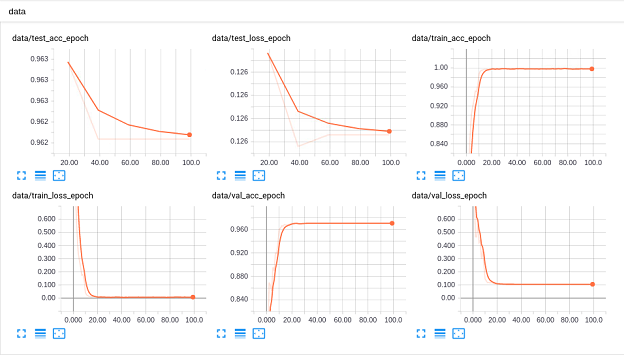 data
data/test_acc_epoch
0.963
0.963
0.963
0.962
0.962
20.00 40.00 60.00 80.00 100.0
data/test_loss_epoch
0.126
0.126
0.126
0.126
20.00 40.00 60.00 80.00 100.0
data/train_acc_epoch
1.00
0.960
0.920
0.880
0.840
0.000 20.00 40.00 60.00 80.00 100.0
data/train_loss_epoch
0.600
0.500
0.400
0.300
0.200
0.100
0.00
0.000 20.00 40.00 60.00 80.00 100.0
data/val_acc_epoch
0.960
0.920
0.880
0.840
0.000 20.00 40.00 60.00 80.00 100.0
data/val_loss_epoch
0.600
0.500
0.400
0.300
0.200
0.100
0.00
0.000 20.00 40.00 60.00 80.00 100.0